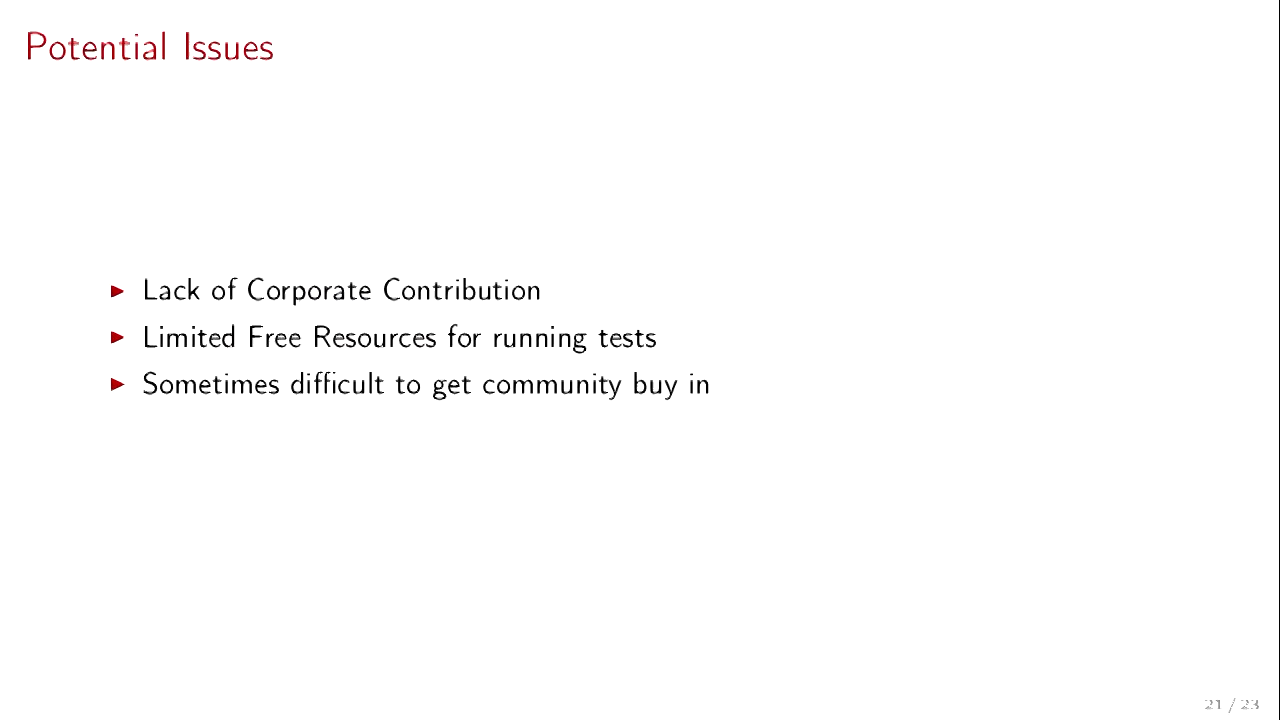 Potential Issues
Lack of Corporate Contribution
Limited Free Resources for running tests
Sometimes difficult to get community buy in
21 / 23